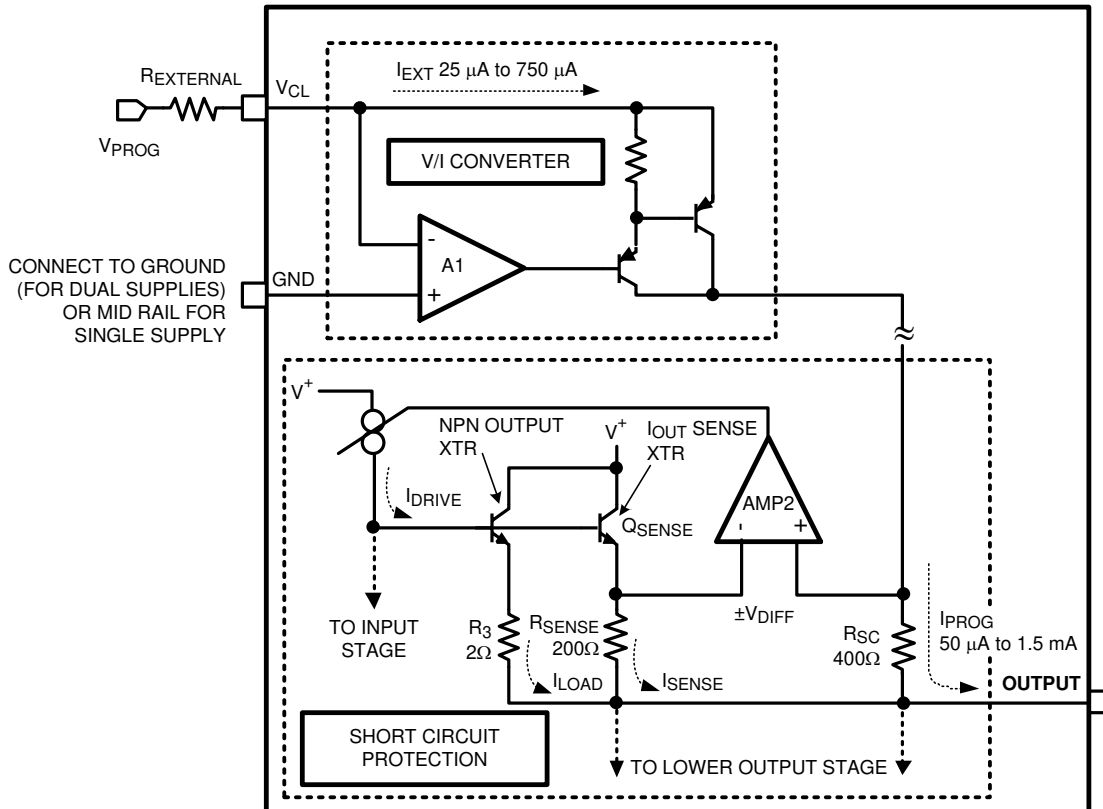 REXTERNAL
VCL
IEXT 25 μA to 750 μA
VPROG
V/I CONVERTER
A1
-
+
CONNECT TO GROUND
(FOR DUAL SUPPLIES)
OR MID RAIL FOR
SINGLE SUPPLY
GND
≈
V+
NPN OUTPUT
XTR
V+
IOUT SENSE
XTR
IDRIVE
QSENSE
AMP2
-
+
TO INPUT
STAGE
R3
2Ω
RSENSE
200Ω
ILOAD
ISENSE
±VDIFF
RSC
400Ω
IPROG
50 μA to 1.5 mA
OUTPUT
SHORT CIRCUIT
PROTECTION
TO LOWER OUTPUT STAGE